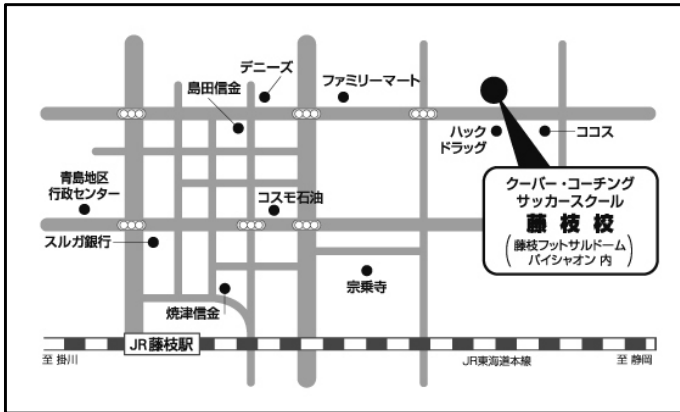 デニーズ
島田信金
ファミリーマート
ハック
ドラッグ
ココス
青島地区
行政センター
コスモ石油
スルガ銀行
クーバー・コーチング
サッカースクール
藤枝校
(藤枝フットサルドーム
バイシャオン 内)
宗乗寺
焼津信金
JR藤枝駅
至 掛川
JR東海道本線
至 静岡